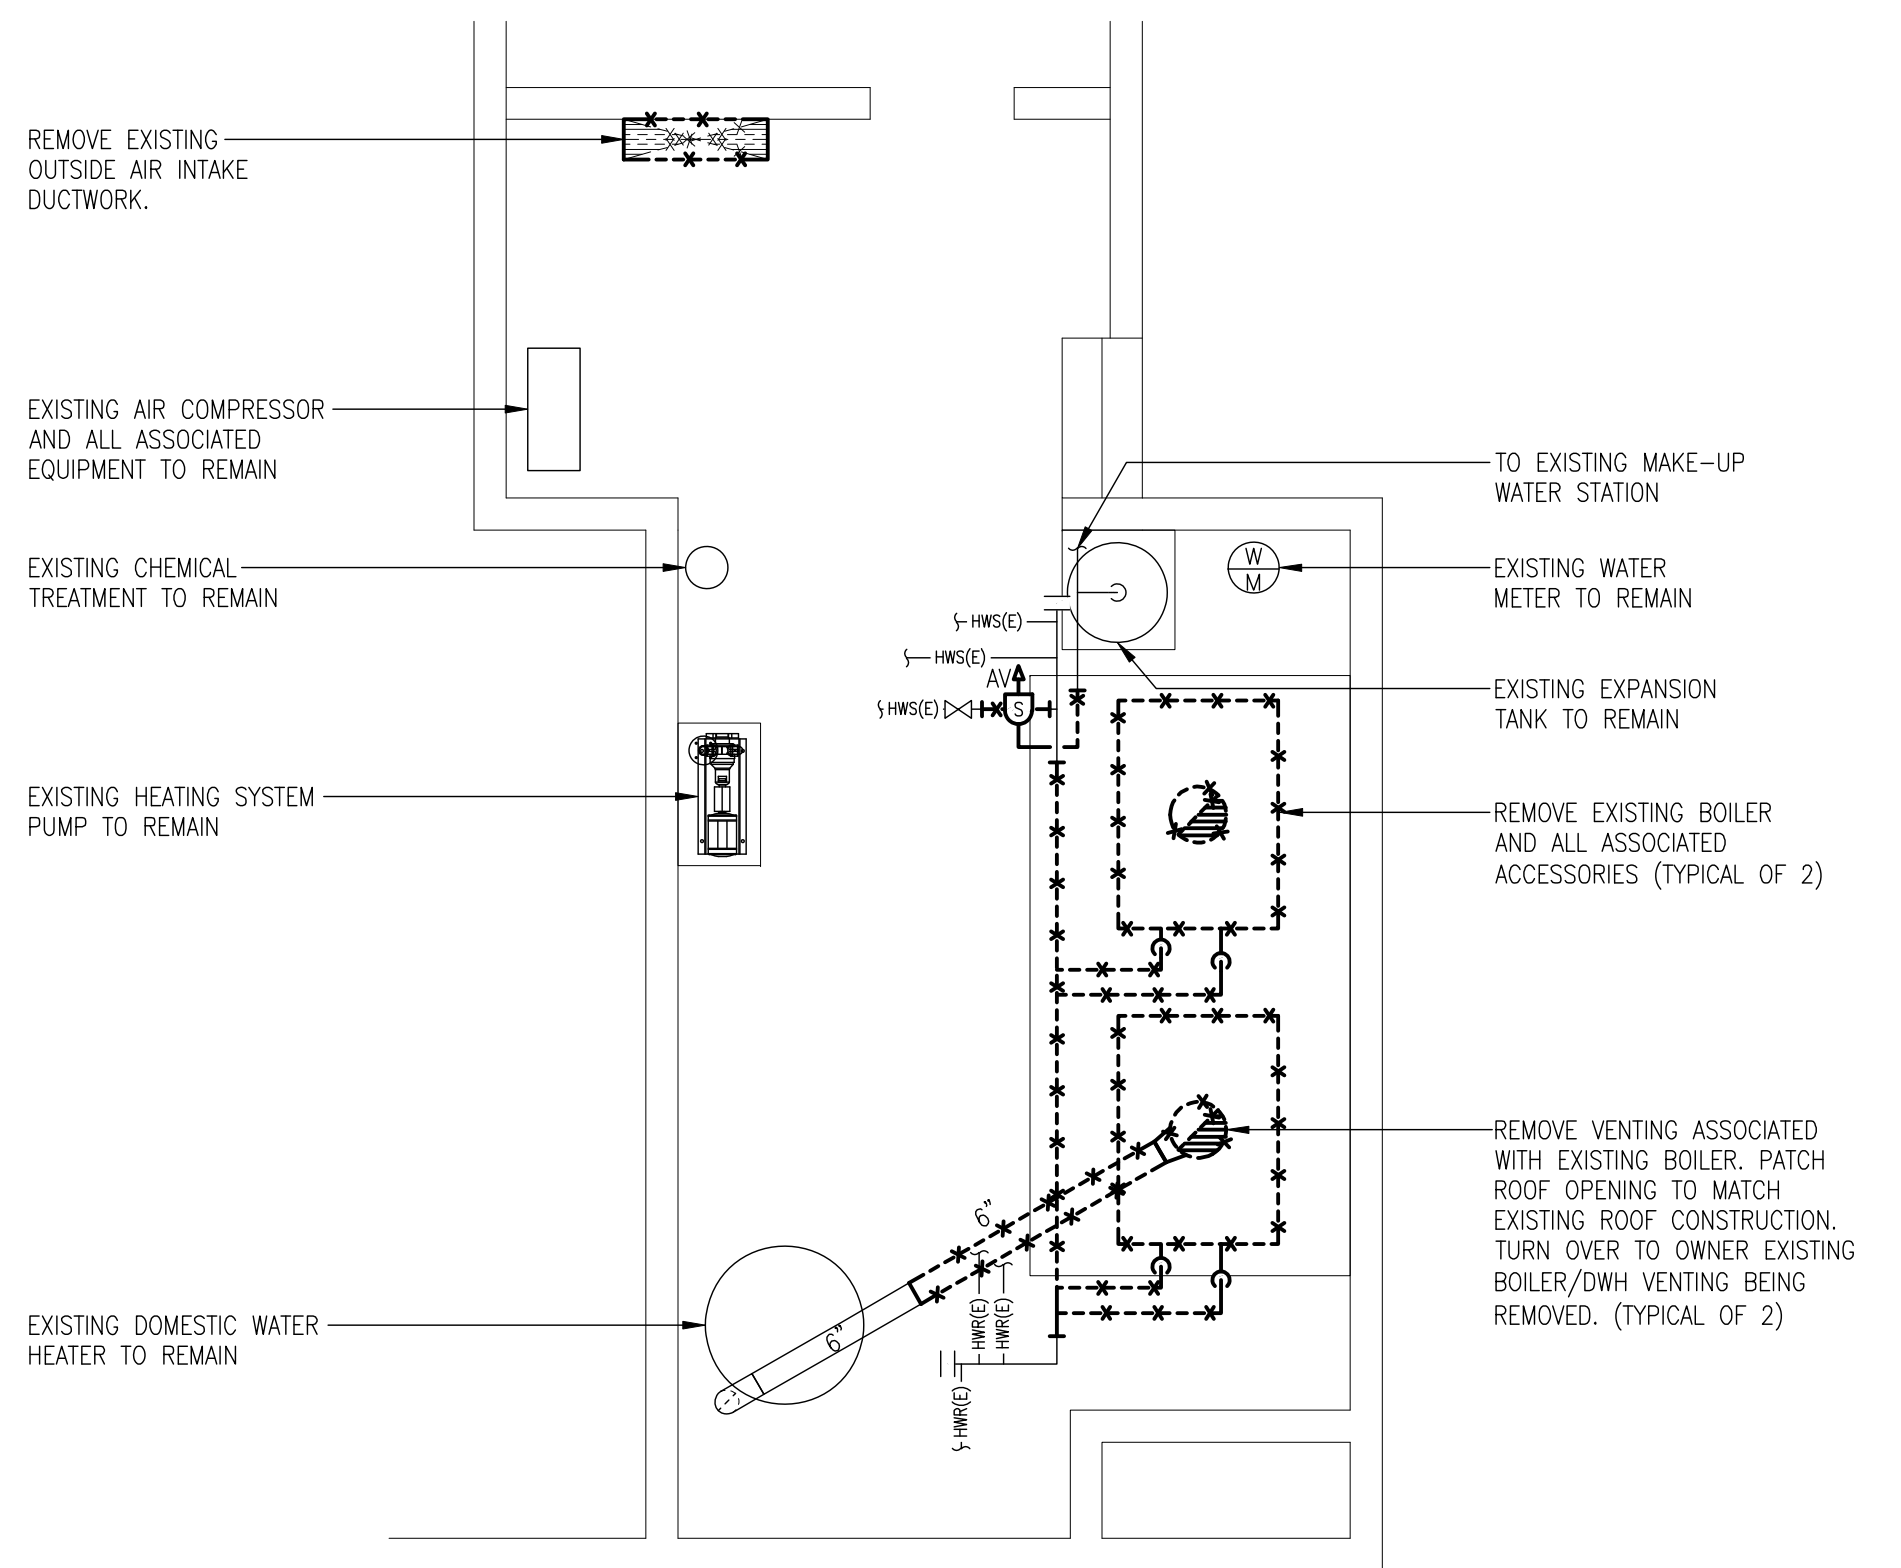 REMOVE EXISTING
OUTSIDE AIR INTAKE
DUCTWORK.
EXISTING AIR COMPRESSOR
AND ALL ASSOCIATED
EQUIPMENT TO REMAIN
EXISTING CHEMICAL
TREATMENT TO REMAIN
EXISTING HEATING SYSTEM
PUMP TO REMAIN
EXISTING DOMESTIC WATER
HEATER TO REMAIN
HWS(E)
HWS(E)
AV
HWS(E)
S
W
M
6"
6"
HWR(E)
HWR(E)
HWR(E)
TO EXISTING MAKE-UP
WATER STATION
EXISTING WATER
METER TO REMAIN
EXISTING EXPANSION
TANK TO REMAIN
REMOVE EXISTING BOILER
AND ALL ASSOCIATED
ACCESSORIES (TYPICAL OF 2)
REMOVE VENTING ASSOCIATED
WITH EXISTING BOILER. PATCH
ROOF OPENING TO MATCH
EXISTING ROOF CONSTRUCTION.
TURN OVER TO OWNER EXISTING
BOILER/DWH VENTING BEING
REMOVED. (TYPICAL OF 2)